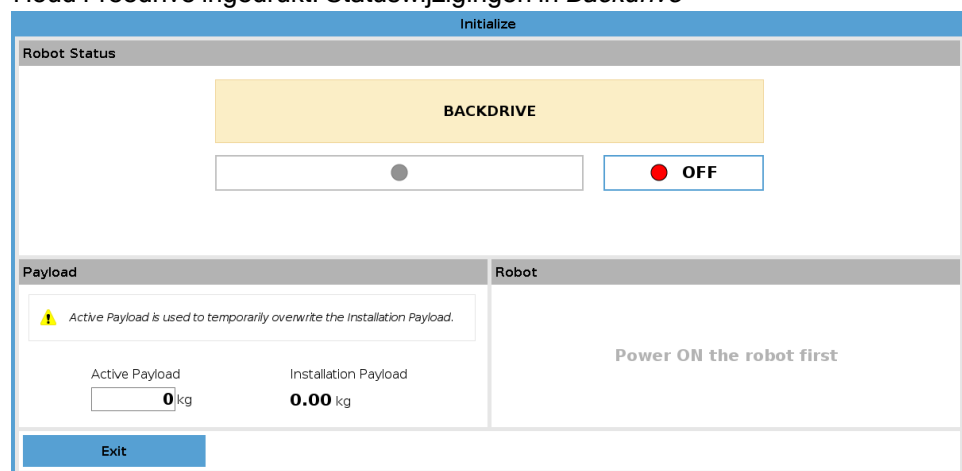 Initialize
Robot Status
BACKDRIVE
OFF
Payload
Robot
Active Payload is used to temporarily overwrite the Installation Payload.
Power ON the robot first
Active Payload
Installation Payload
0 kg
0.00 kg
Exit